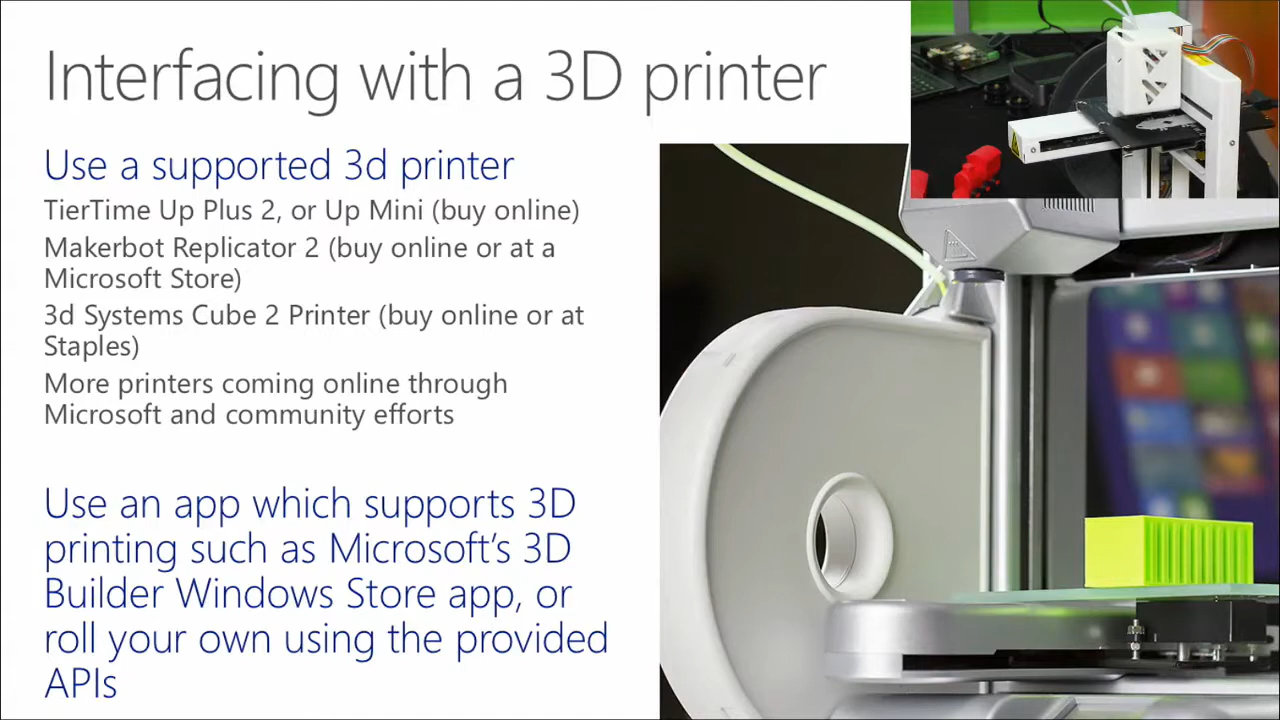 Interfacing with a 3D printer
Use a supported 3d printer
TierTime Up Plus 2, or Up Mini (buy online)
Makerbot Replicator 2 (buy online or at a
Microsoft Store)
3d Systems Cube 2 Printer (buy online or at
Staples)
More printers coming online through
Microsoft and community efforts
Use an app which supports 3D
printing such as Microsoft’s 3D
Builder Windows Store app, or
roll your own using the provided
APIs